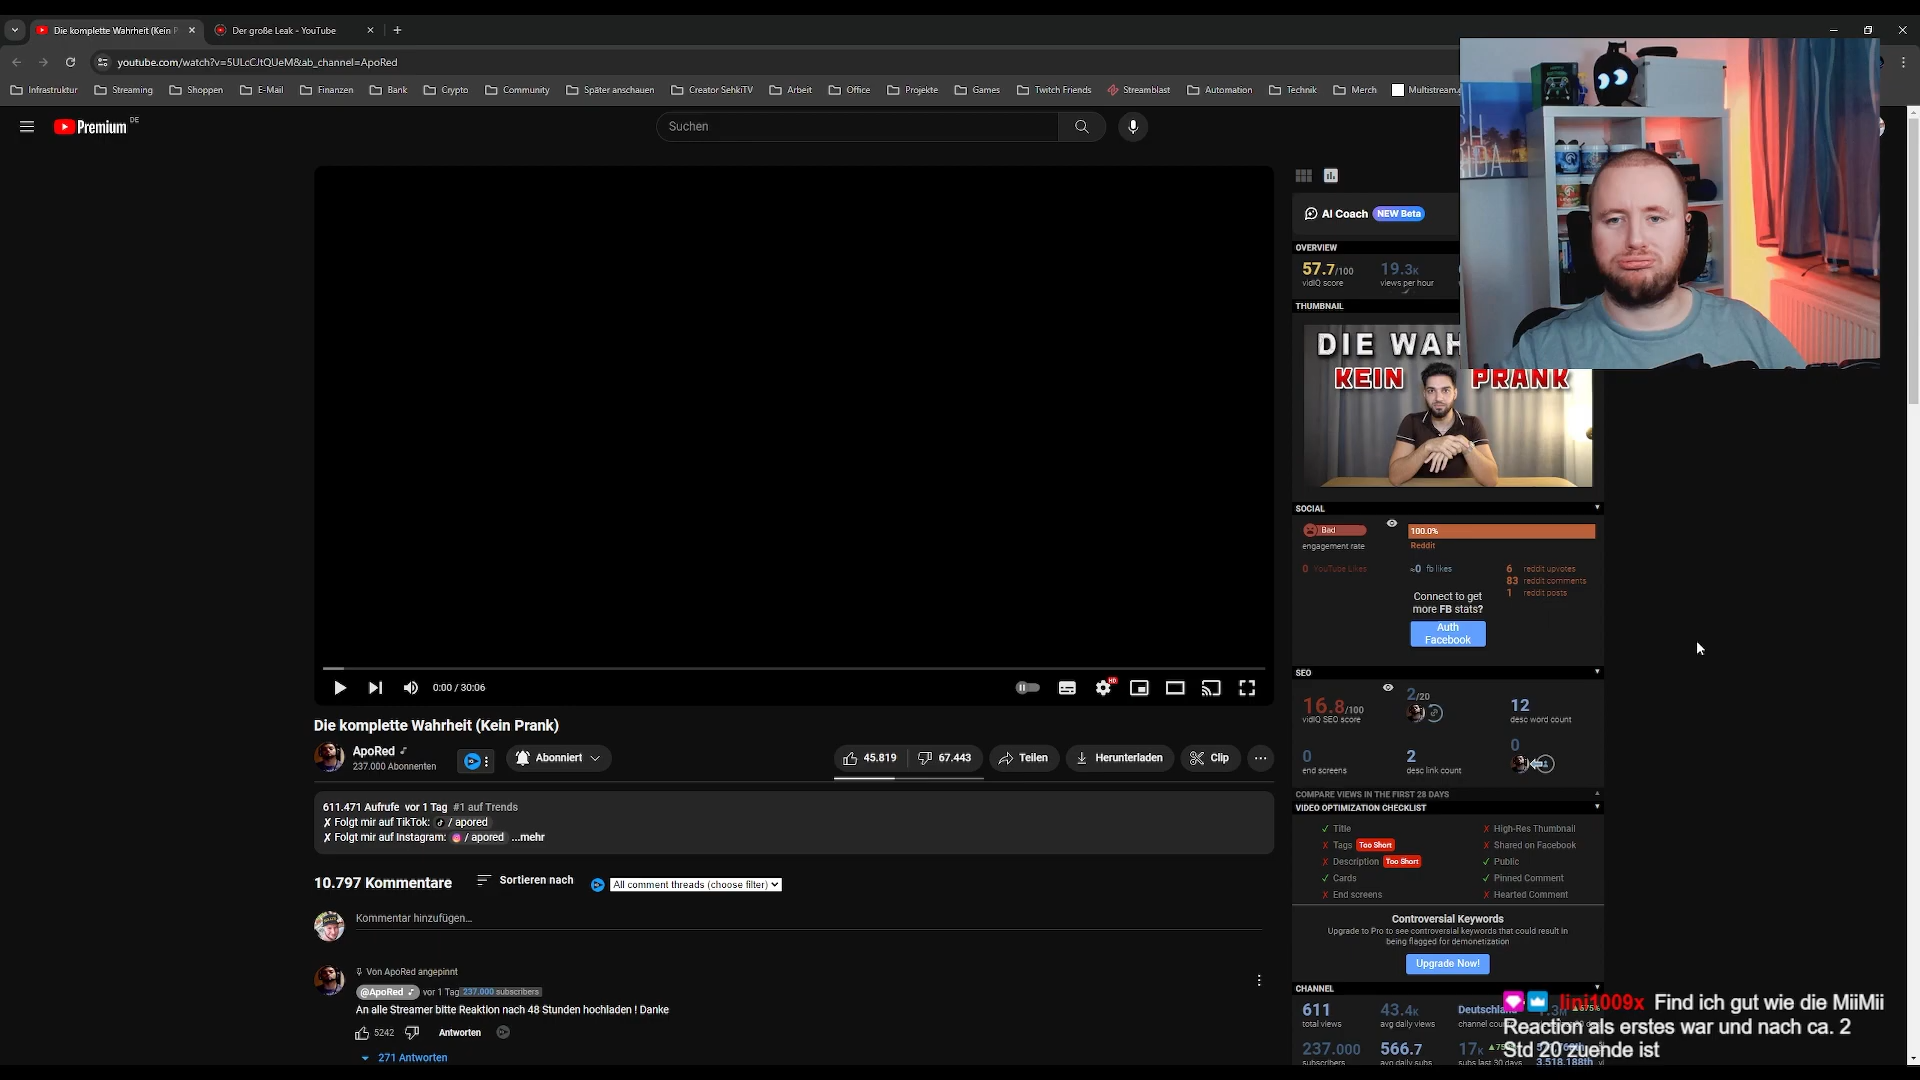 Die komplette Wahrheit (Kein P
Der große Leak - YouTube
youtube.com/watch?v=5ULcCJtQUeM&ab_channel=ApoRed
Infrastruktur
Streaming
Shoppen
E-Mail
Finanzen
Bank
Crypto
Community
Creator SehkiTV
Später anschauen
Arbeit
Office
Projekte
Games
Twitch Friends
Streamblast
Automation
Technik
Merch
Multistream.g
Premium DE
Suchen
AI Coach NEW Beta
OVERVIEW
57.7/100 19.3K
vidIQ score views per hour
THUMBNAIL
DIE WAH
KEIN PRANK
SOCIAL
Bad 100.0%
engagement rate Reddit
0 YouTube Likes 0 fb likes 6 reddit upvotes
83 reddit comments
1 reddit posts
Connect to get
more FB stats?
Auth
Facebook
SEO
16.8/100 2/20 12
vidIQ SEO score desc word count
0 2 0
end screens desc link count
COMPARE VIEWS IN THE FIRST 28 DAYS
VIDEO OPTIMIZATION CHECKLIST
✓ Title ✗ High-Res Thumbnail
✗ Tags Too Short ✗ Shared on Facebook
✗ Description Too Short ✓ Public
✓ Cards ✓ Pinned Comment
✗ End screens ✗ Hearted Comment
Controversial Keywords
Upgrade to Pro to see controversial keywords that could result in
being flagged for demonetization
Upgrade Now!
CHANNEL
611 43.4K Deutschla
total views avg daily views channel cou
237.000 566.7 17K
subscribers avg daily subs subs last 30 days 3.518.188th
0:00 / 30:06
HD
Die komplette Wahrheit (Kein Prank)
ApoRed
237.000 Abonnenten
Abonniert
45.819
67.443
Teilen
Herunterladen
Clip
611.471 Aufrufe vor 1 Tag #1 auf Trends
✗ Folgt mir auf TikTok: / apored
✗ Folgt mir auf Instagram: / apored ...mehr
10.797 Kommentare
Sortieren nach
All comment threads (choose filter)
Kommentar hinzufügen...
Von ApoRed angepinnt
@ApoRed vor 1 Tag 237.000 subscribers
An alle Streamer bitte Reaktion nach 48 Stunden hochladen ! Danke
5242 Antworten
271 Antworten
lini1009x Find ich gut wie die MiiMii
Reaction als erstes war und nach ca. 2
Std 20 zuende ist